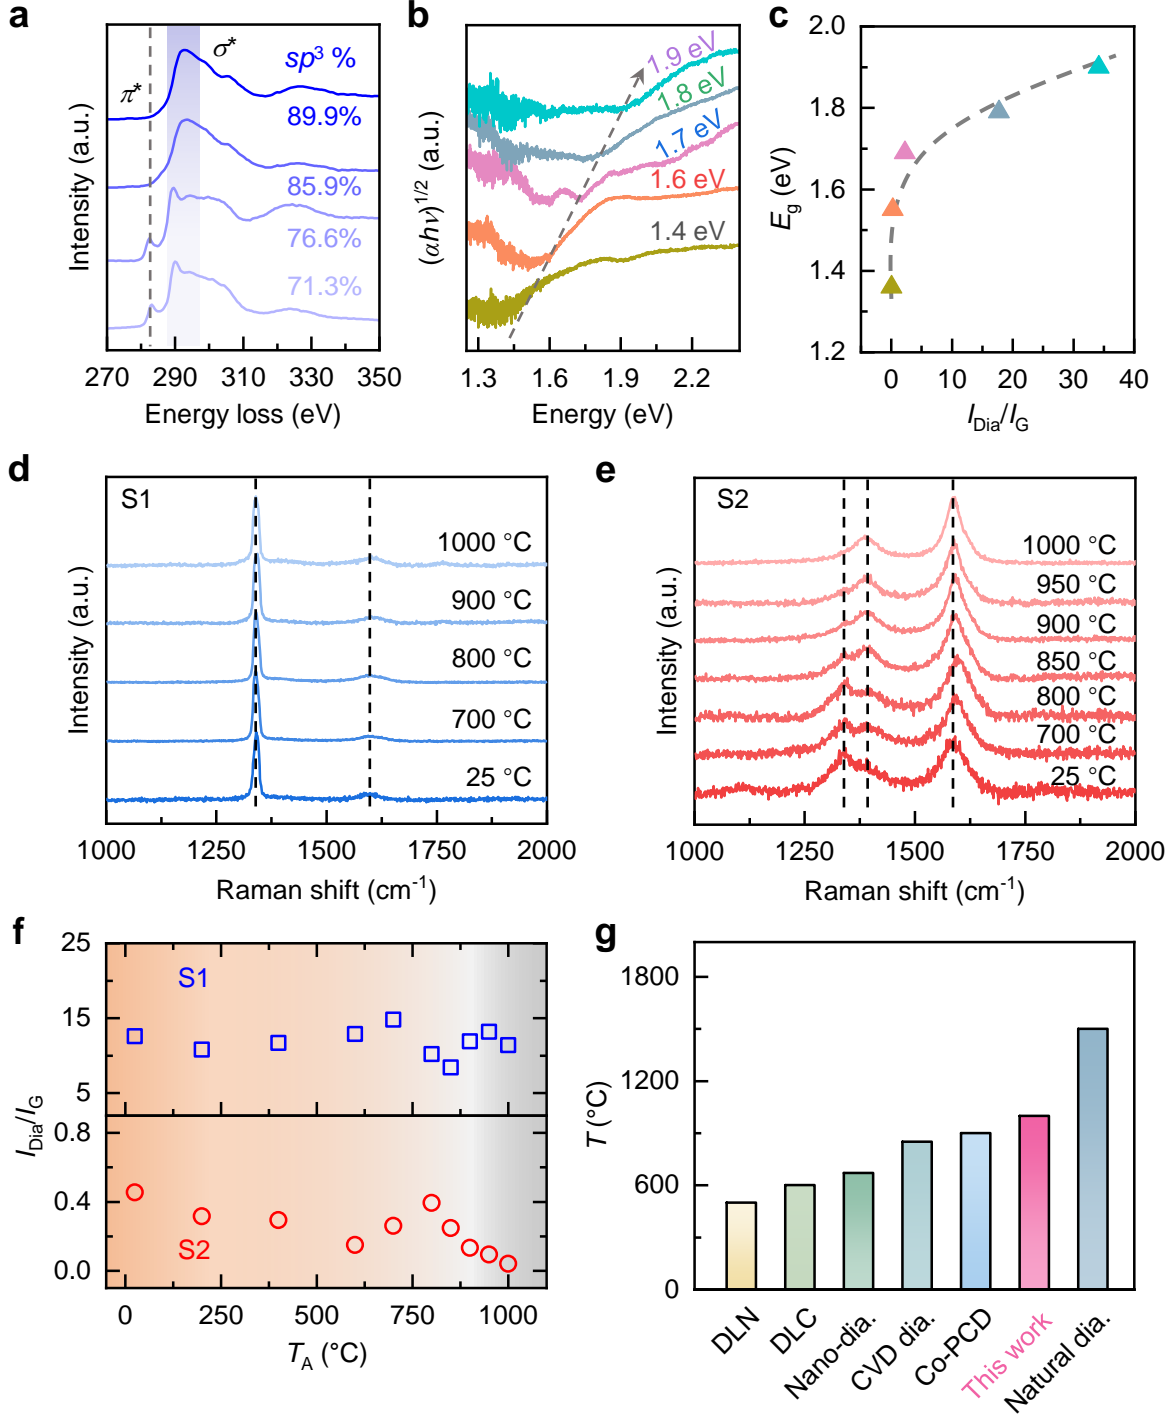 a
π*
σ*
sp³ %
89.9%
85.9%
76.6%
71.3%
Intensity (a.u.)
270 290 310 330 350
Energy loss (eV)
b
1.9 eV
1.8 eV
1.7 eV
1.6 eV
1.4 eV
(αhν)^1/2 (a.u.)
1.3 1.6 1.9 2.2
Energy (eV)
c
2.0
1.8
1.6
1.4
1.2
E_g (eV)
0 10 20 30 40
I_Dia/I_G
d
S1
1000 °C
900 °C
800 °C
700 °C
25 °C
Intensity (a.u.)
1000 1250 1500 1750 2000
Raman shift (cm⁻¹)
e
S2
1000 °C
950 °C
900 °C
850 °C
800 °C
700 °C
25 °C
Intensity (a.u.)
1000 1250 1500 1750 2000
Raman shift (cm⁻¹)
f
25
15
5
0.8
0.4
0.0
S1
S2
I_Dia/I_G
0 250 500 750 1000
T_A (°C)
g
1800
1200
600
0
T (°C)
DLN
DLC
Nano-dia.
CVD dia.
Co-PCD
This work
Natural dia.